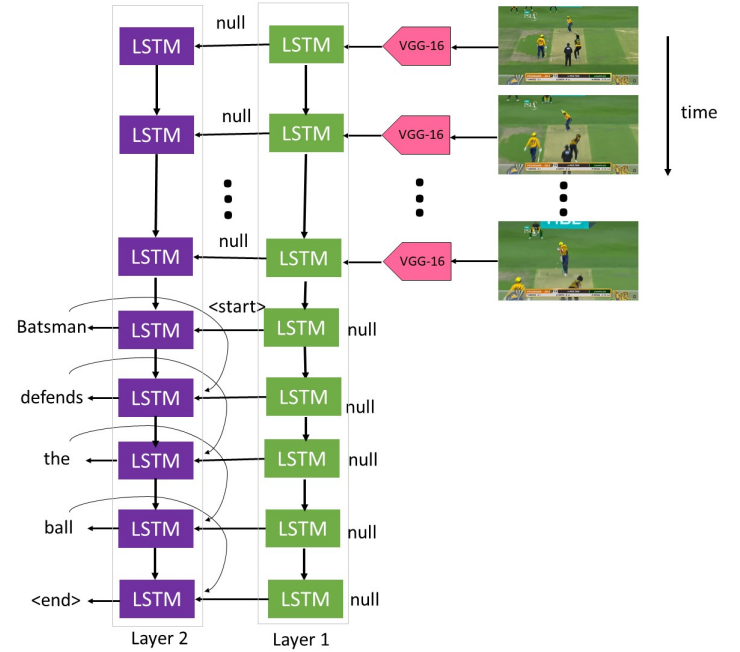 null
LSTM LSTM VGG-16
time
null
LSTM LSTM VGG-16
null
LSTM LSTM VGG-16
<start>
Batsman LSTM LSTM null
defends LSTM LSTM null
the LSTM LSTM null
ball LSTM LSTM null
<end> LSTM LSTM null
Layer 2 Layer 1